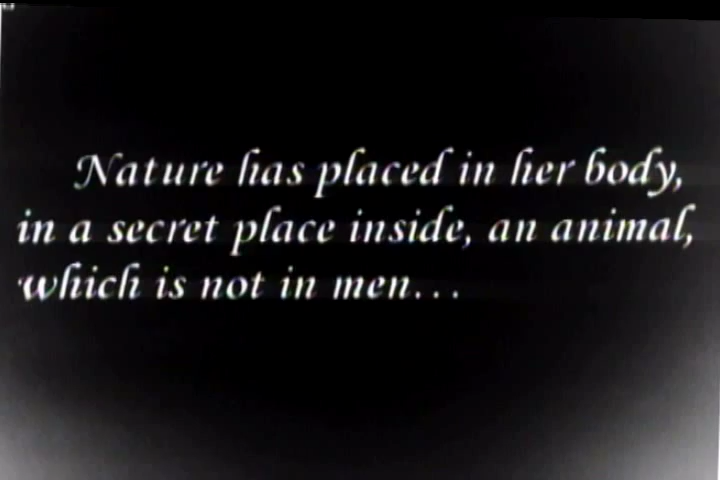 Nature has placed in her body,
in a secret place inside, an animal,
which is not in men...